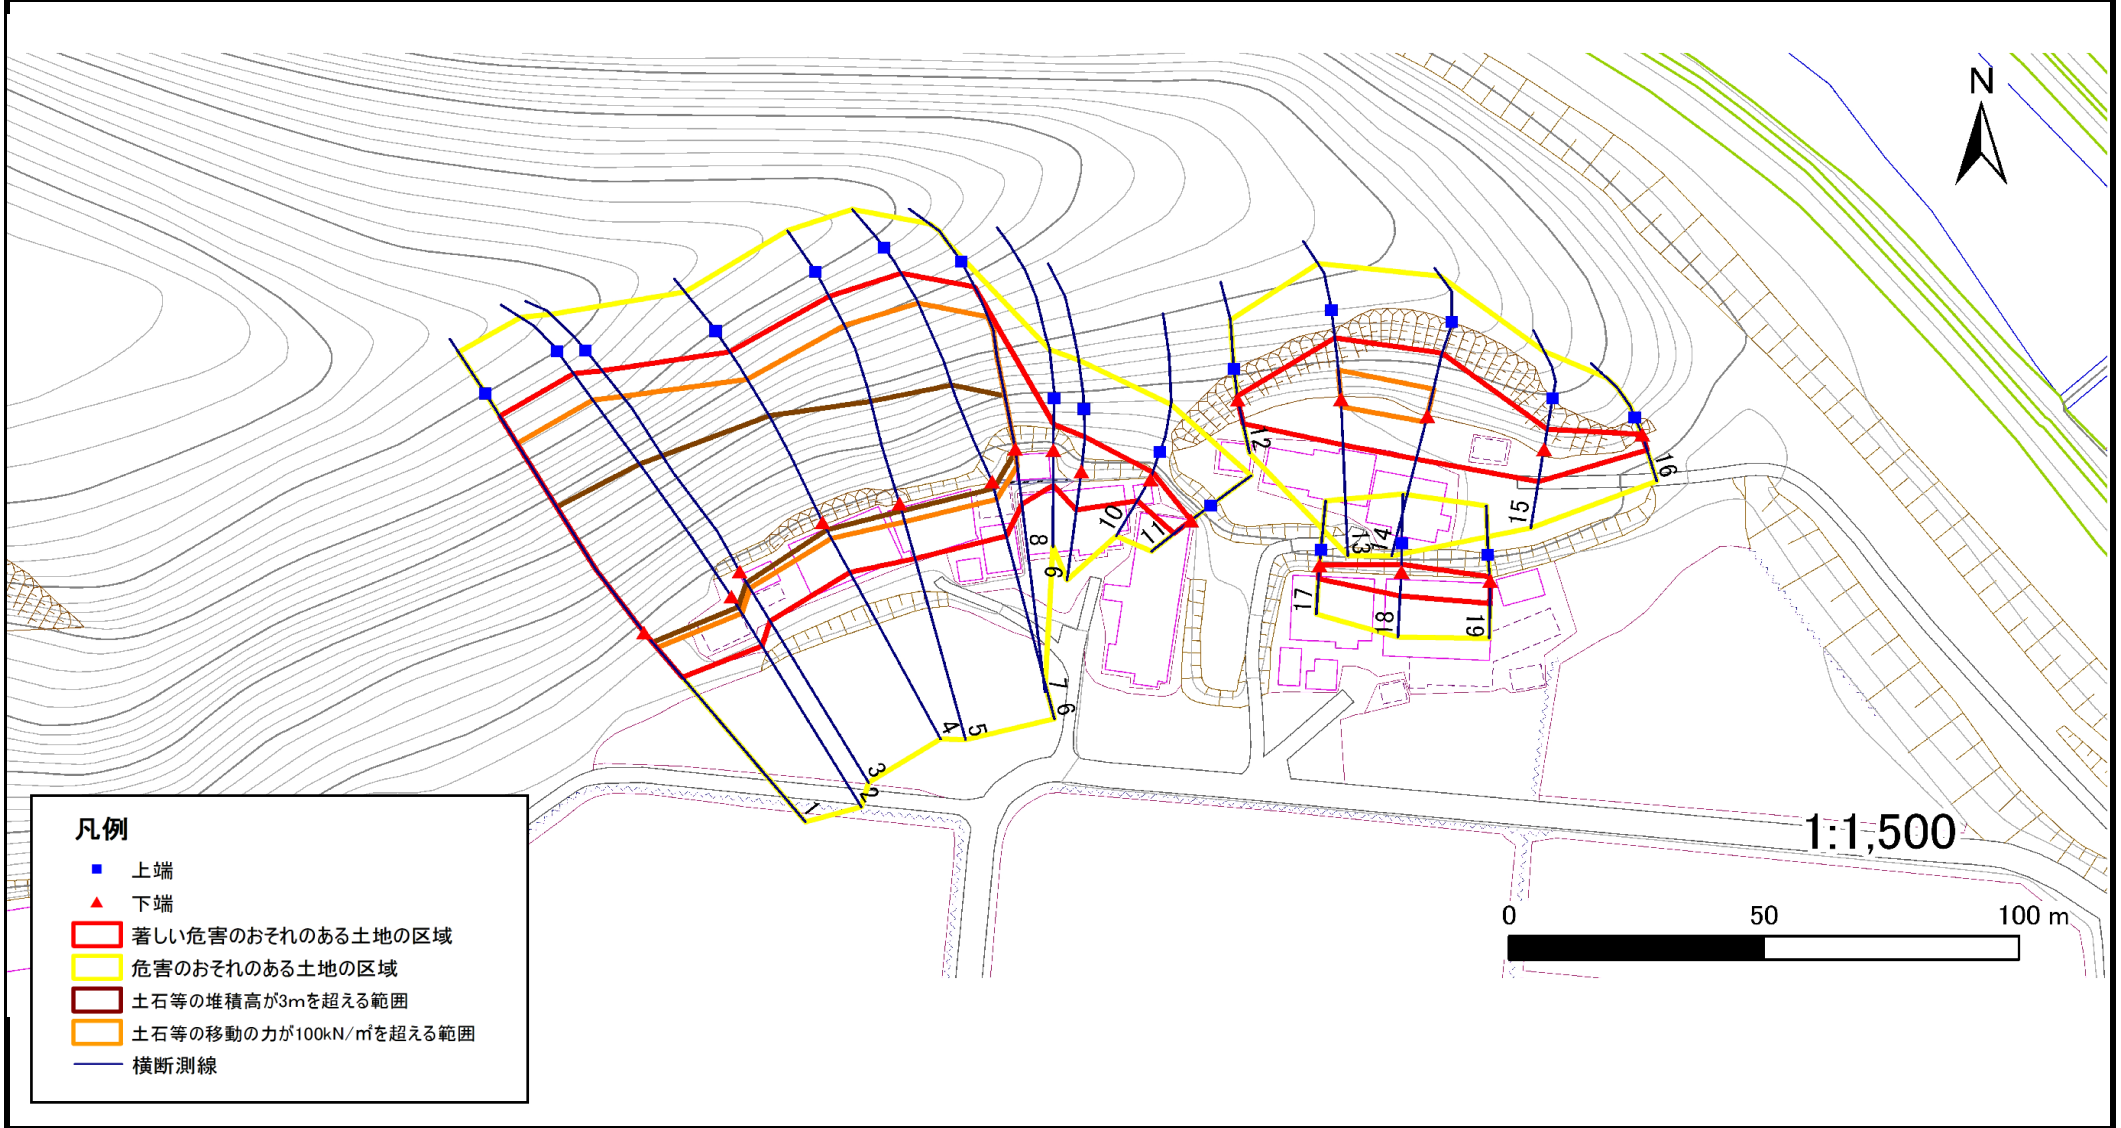 N
12
16
10
11
8
9
13
14
15
17
18
19
7
6
4
5
3
2
1
1:1,500
0 50 100 m
凡例
上端
下端
著しい危害のおそれのある土地の区域
危害のおそれのある土地の区域
土石等の堆積高が3mを超える範囲
土石等の移動の力が100kN/㎡を超える範囲
横断測線